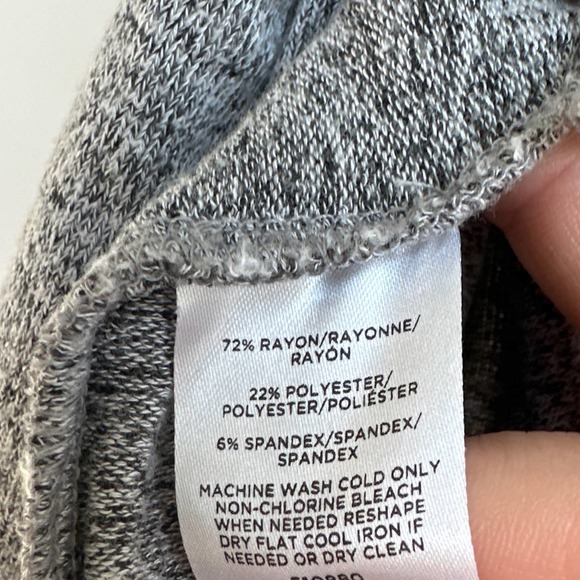 72% RAYON/RAYONNE/
RAYÓN
22% POLYESTER/
POLYESTER/POLIÉSTER
6% SPANDEX/SPANDEX/
SPANDEX
MACHINE WASH COLD ONLY
NON-CHLORINE BLEACH
WHEN NEEDED RESHAPE
DRY FLAT COOL IRON IF
NEEDED OR DRY CLEAN